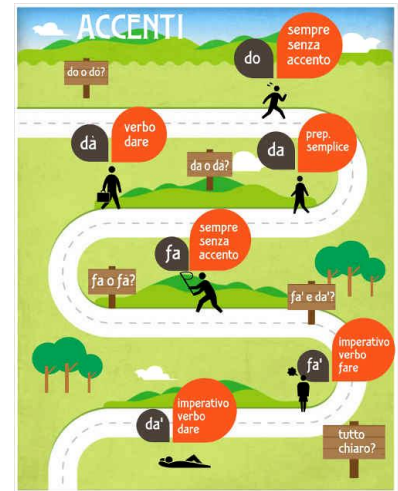 ACCENTI
sempre
senza
accento
do
do o dò?
verbo
dare
dà
prep.
semplice
da
da o dà?
sempre
senza
accento
fa
fa o fà?
fa' e da'?
imperativo
verbo
fare
fa'
imperativo
verbo
dare
da'
tutto
chiaro?